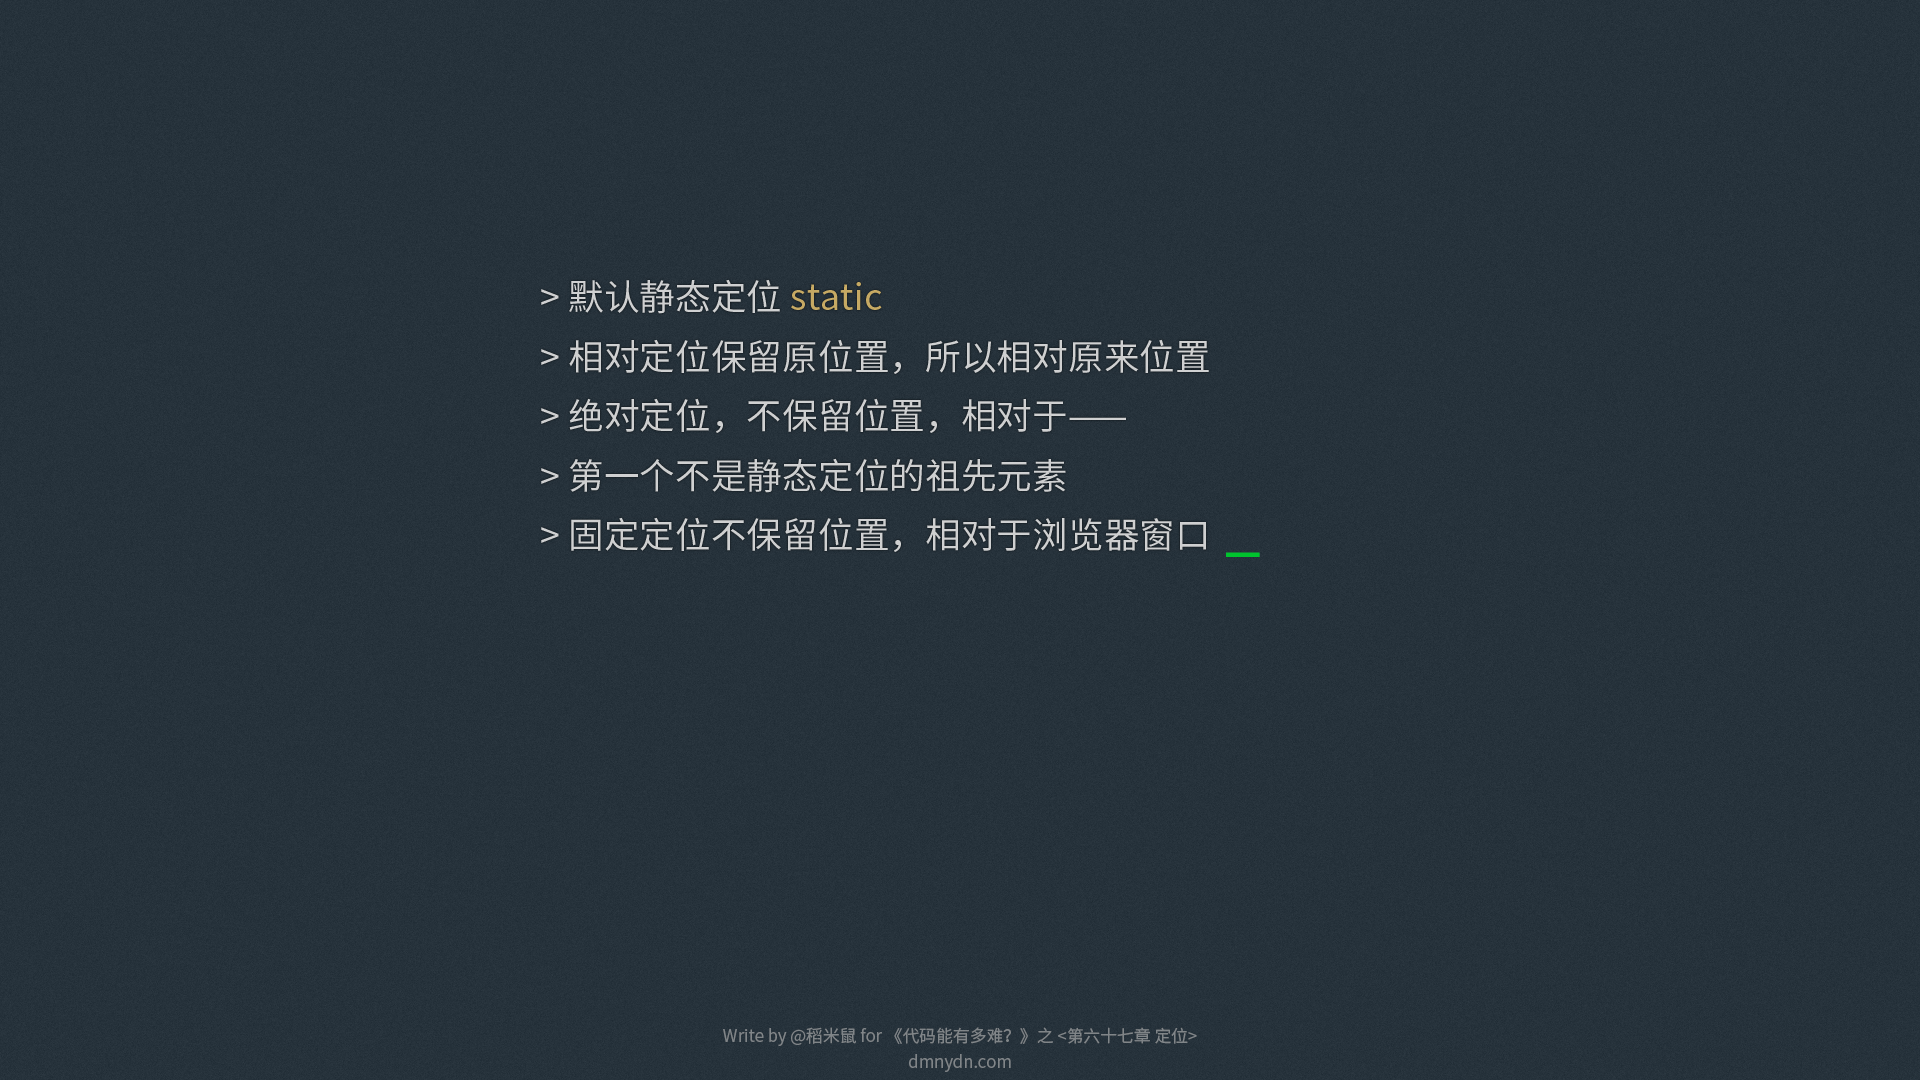 > 默认静态定位 static
> 相对定位保留原位置，所以相对原来位置
> 绝对定位，不保留位置，相对于——
> 第一个不是静态定位的祖先元素
> 固定定位不保留位置，相对于浏览器窗口 _
Write by @稻米鼠 for 《代码能有多难？》之 <第六十七章 定位>
dmnydn.com